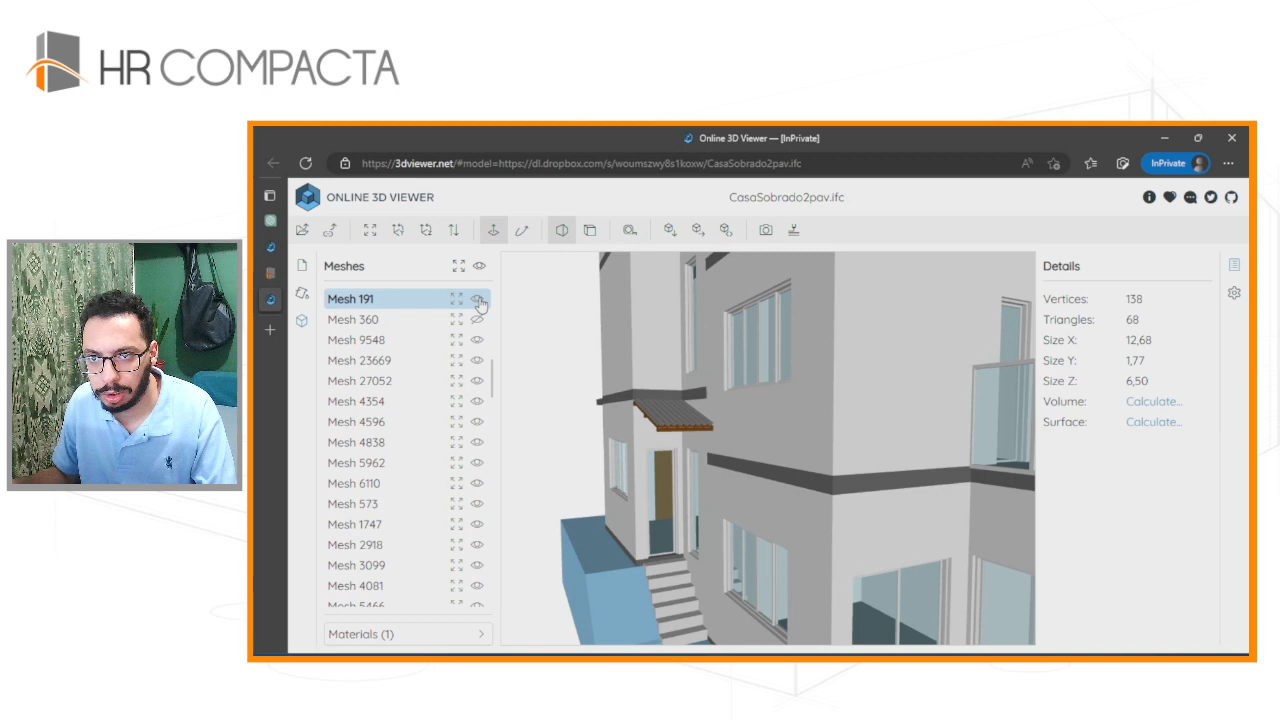 HR COMPACTA
Online 3D Viewer — [InPrivate]
https://3dviewer.net/#model=https://dl.dropbox.com/s/woumszwy8s1koxw/CasaSobrado2pav.ifc
InPrivate
ONLINE 3D VIEWER
CasaSobrado2pav.ifc
Meshes
Mesh 191
Mesh 360
Mesh 9548
Mesh 23669
Mesh 27052
Mesh 4354
Mesh 4596
Mesh 4838
Mesh 5962
Mesh 6110
Mesh 573
Mesh 1747
Mesh 2918
Mesh 3099
Mesh 4081
Mesh 5466
Materials (1)
Details
Vertices: 138
Triangles: 68
Size X: 12,68
Size Y: 1,77
Size Z: 6,50
Volume: Calculate...
Surface: Calculate...